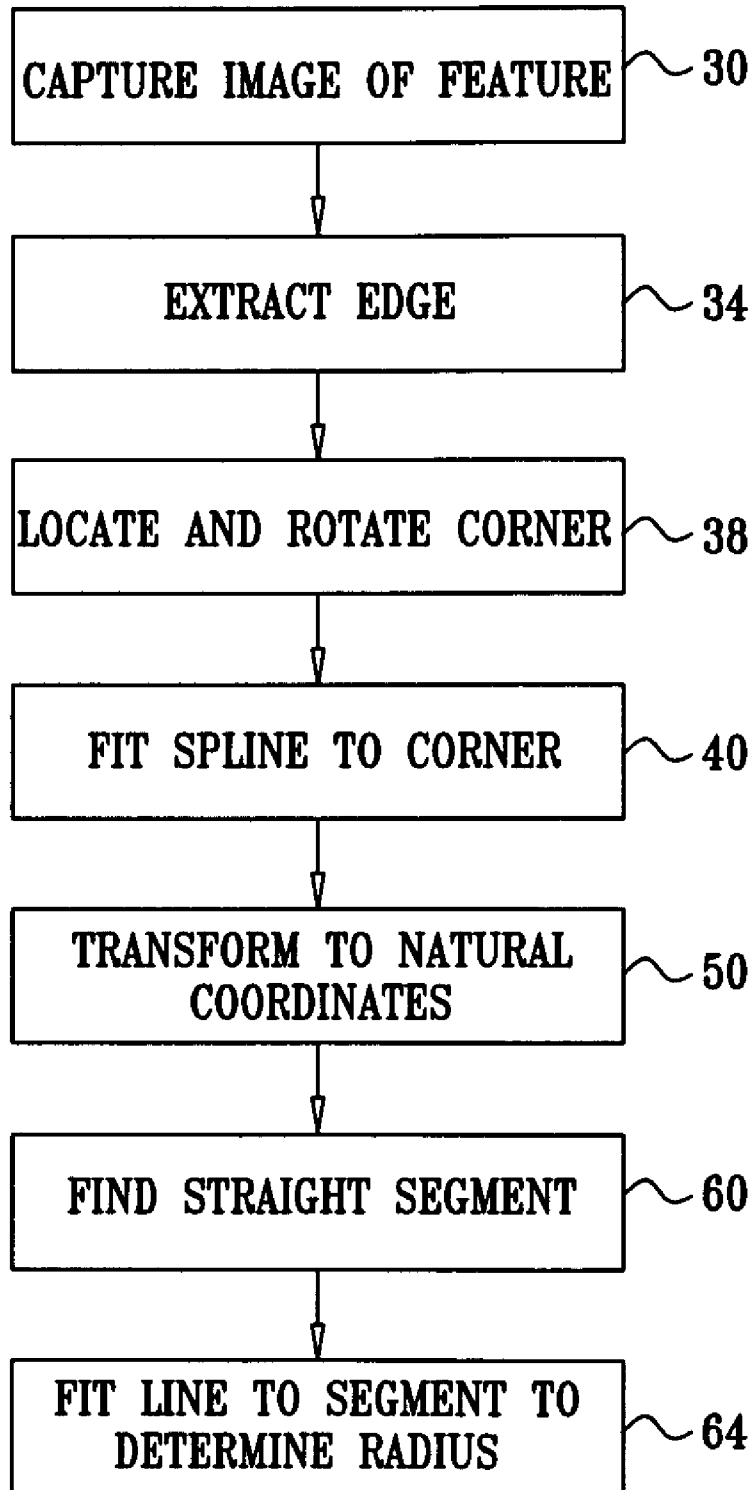 CAPTURE IMAGE OF FEATURE 30
EXTRACT EDGE 34
LOCATE AND ROTATE CORNER 38
FIT SPLINE TO CORNER 40
TRANSFORM TO NATURAL
COORDINATES 50
FIND STRAIGHT SEGMENT 60
FIT LINE TO SEGMENT TO
DETERMINE RADIUS 64